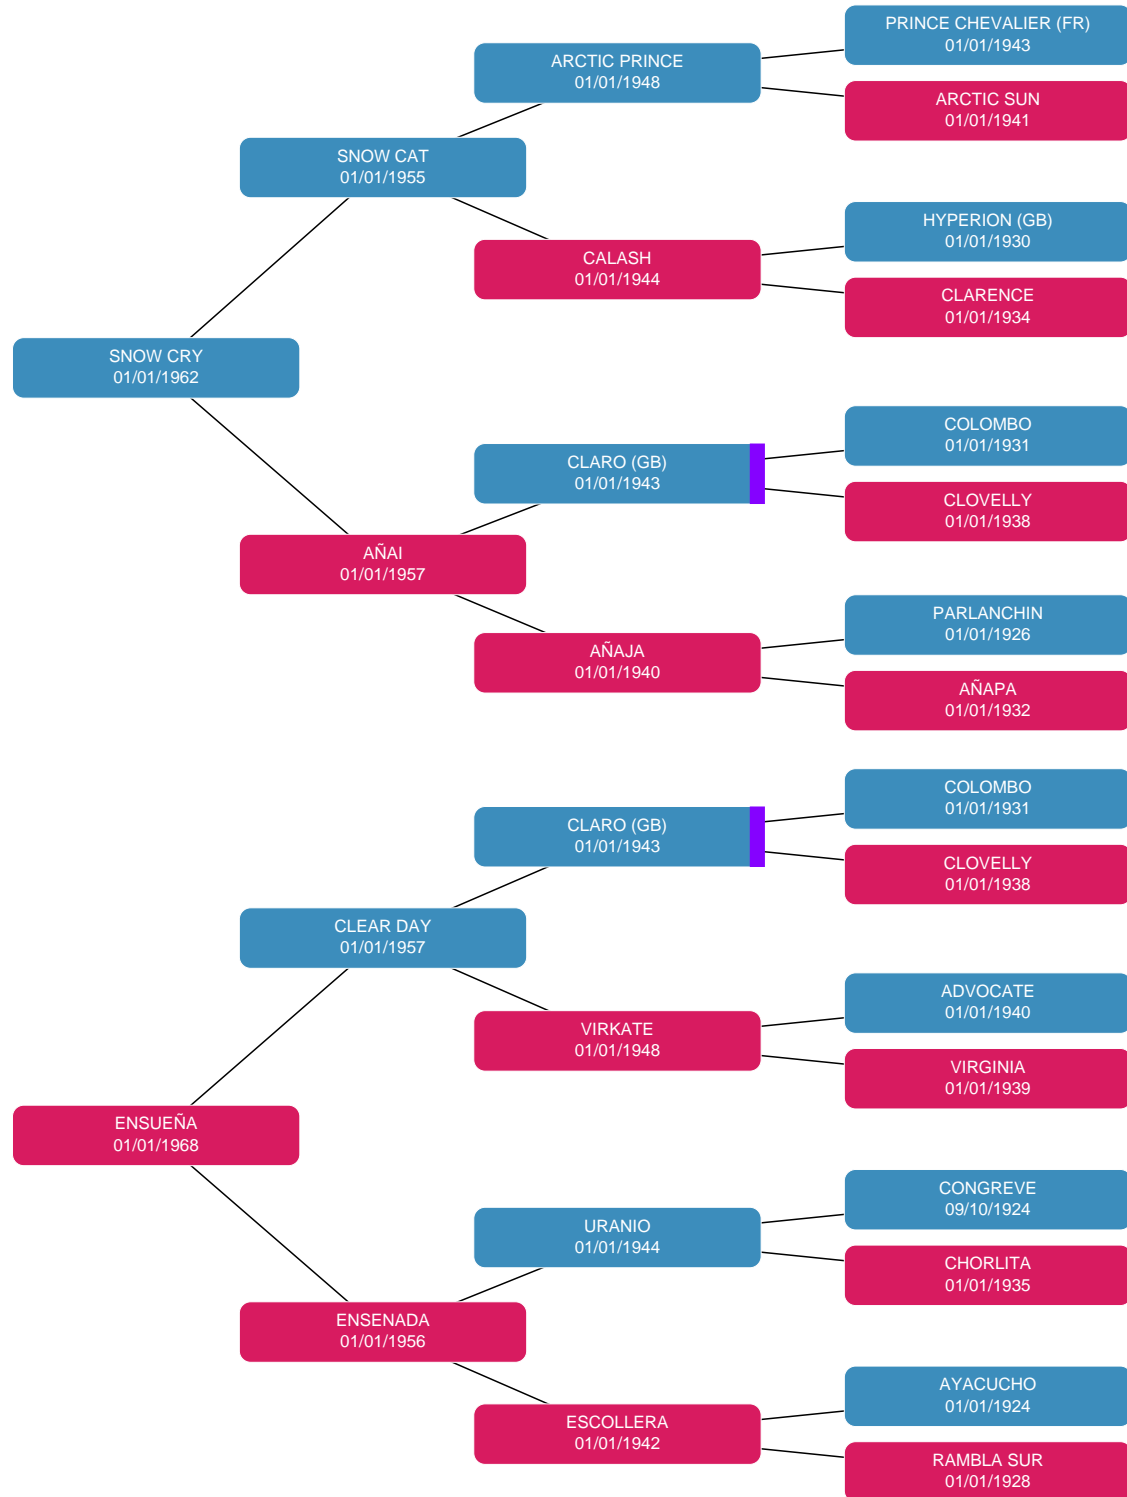 PRINCE CHEVALIER (FR)
01/01/1943
ARCTIC PRINCE
01/01/1948
ARCTIC SUN
01/01/1941
SNOW CAT
01/01/1955
HYPERION (GB)
01/01/1930
CALASH
01/01/1944
CLARENCE
01/01/1934
SNOW CRY
01/01/1962
COLOMBO
01/01/1931
CLARO (GB)
01/01/1943
CLOVELLY
01/01/1938
AÑAI
01/01/1957
PARLANCHIN
01/01/1926
AÑAJA
01/01/1940
AÑAPA
01/01/1932
COLOMBO
01/01/1931
CLARO (GB)
01/01/1943
CLOVELLY
01/01/1938
CLEAR DAY
01/01/1957
ADVOCATE
01/01/1940
VIRKATE
01/01/1948
VIRGINIA
01/01/1939
ENSUEÑA
01/01/1968
CONGREVE
09/10/1924
URANIO
01/01/1944
CHORLITA
01/01/1935
ENSENADA
01/01/1956
AYACUCHO
01/01/1924
ESCOLLERA
01/01/1942
RAMBLA SUR
01/01/1928